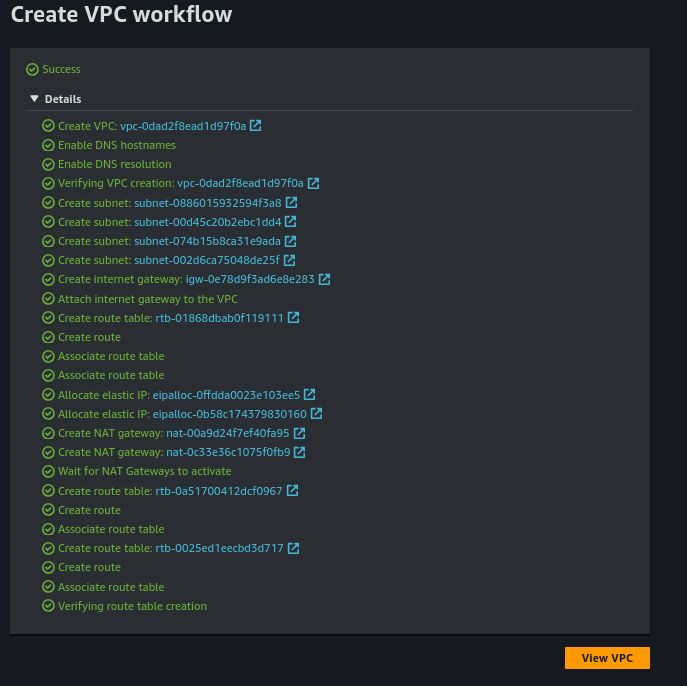 Create VPC workflow
Success
Details
Create VPC: vpc-0dad2f8ead1d97f0a
Enable DNS hostnames
Enable DNS resolution
Verifying VPC creation: vpc-0dad2f8ead1d97f0a
Create subnet: subnet-0886015932594f3a8
Create subnet: subnet-00d45c20b2ebc1dd4
Create subnet: subnet-074b15b8ca31e9ada
Create subnet: subnet-002d6ca75048de25f
Create internet gateway: igw-0e78d9f3ad6e8e283
Attach internet gateway to the VPC
Create route table: rtb-01868dbab0f119111
Create route
Associate route table
Associate route table
Allocate elastic IP: eipalloc-0ffdda0023e103ee5
Allocate elastic IP: eipalloc-0b58c174379830160
Create NAT gateway: nat-00a9d24f7ef40fa95
Create NAT gateway: nat-0c33e36c1075f0fb9
Wait for NAT Gateways to activate
Create route table: rtb-0a51700412dcf0967
Create route
Associate route table
Create route table: rtb-0025ed1eecbd3d717
Create route
Associate route table
Verifying route table creation
View VPC